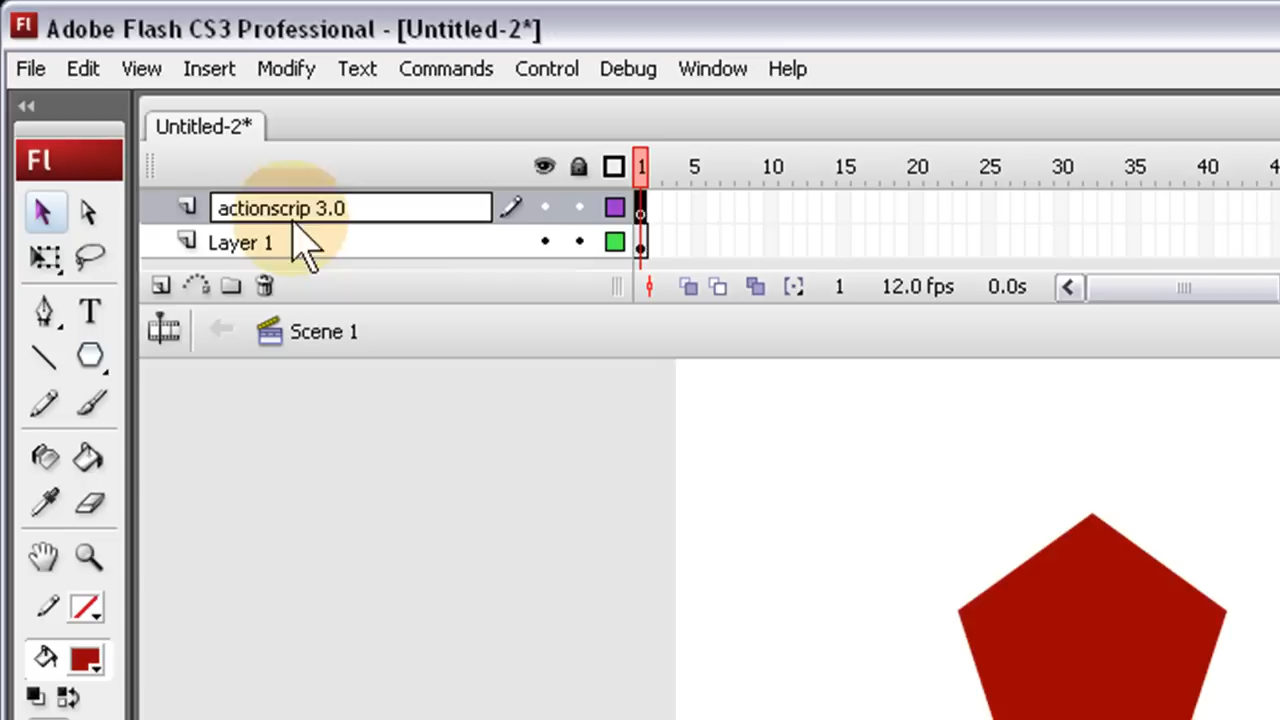 Fl Adobe Flash CS3 Professional - [Untitled-2*]
File Edit View Insert Modify Text Commands Control Debug Window Help
Untitled-2*
Fl
1 5 10 15 20 25 30 35 40 4
actionscrip 3.0
Layer 1
1 12.0 fps 0.0s
Scene 1
T